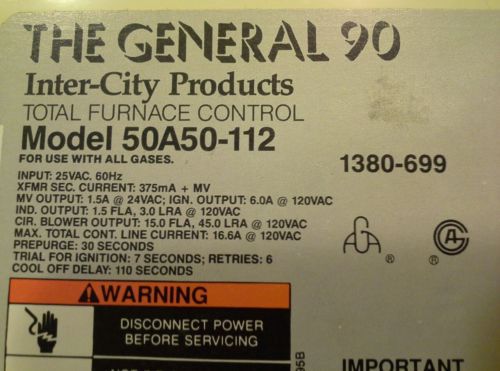 THE GENERAL 90
Inter-City Products
TOTAL FURNACE CONTROL
Model 50A50-112
FOR USE WITH ALL GASES.
1380-699
INPUT: 25VAC. 60Hz
XFMR SEC. CURRENT: 375mA + MV
MV OUTPUT: 1.5A @ 24VAC; IGN. OUTPUT: 6.0A @ 120VAC
IND. OUTPUT: 1.5 FLA, 3.0 LRA @ 120VAC
CIR. BLOWER OUTPUT: 15.0 FLA, 45.0 LRA @ 120VAC
MAX. TOTAL CONT. LINE CURRENT: 16.6A @ 120VAC
PREPURGE: 30 SECONDS
TRIAL FOR IGNITION: 7 SECONDS; RETRIES: 6
COOL OFF DELAY: 110 SECONDS
AGA ®
®
WARNING
DISCONNECT POWER
BEFORE SERVICING
95B
IMPORTANT